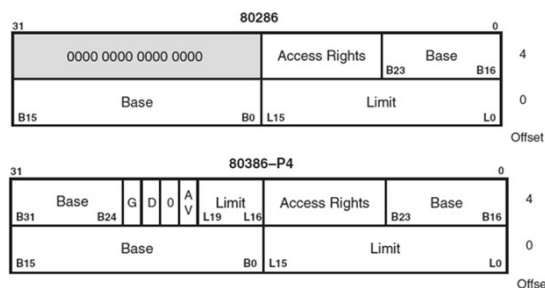 80286
31 0
0000 0000 0000 0000 Access Rights Base 4
B23 B16
Base Limit 0
B15 B0 L15 L0
Offset
80386–P4
31 0
Base G D 0 A V Limit Access Rights Base 4
B31 B24 L19 L16 B23 B16
Base Limit 0
B15 B0 L15 L0
Offse